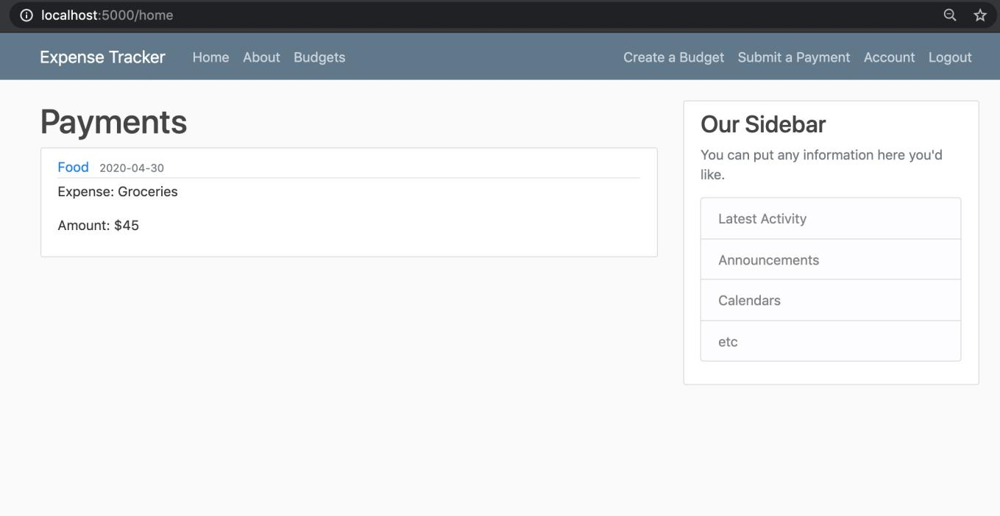 localhost:5000/home
Expense Tracker Home About Budgets Create a Budget Submit a Payment Account Logout
Payments
Food 2020-04-30
Expense: Groceries
Amount: $45
Our Sidebar
You can put any information here you'd
like.
Latest Activity
Announcements
Calendars
etc